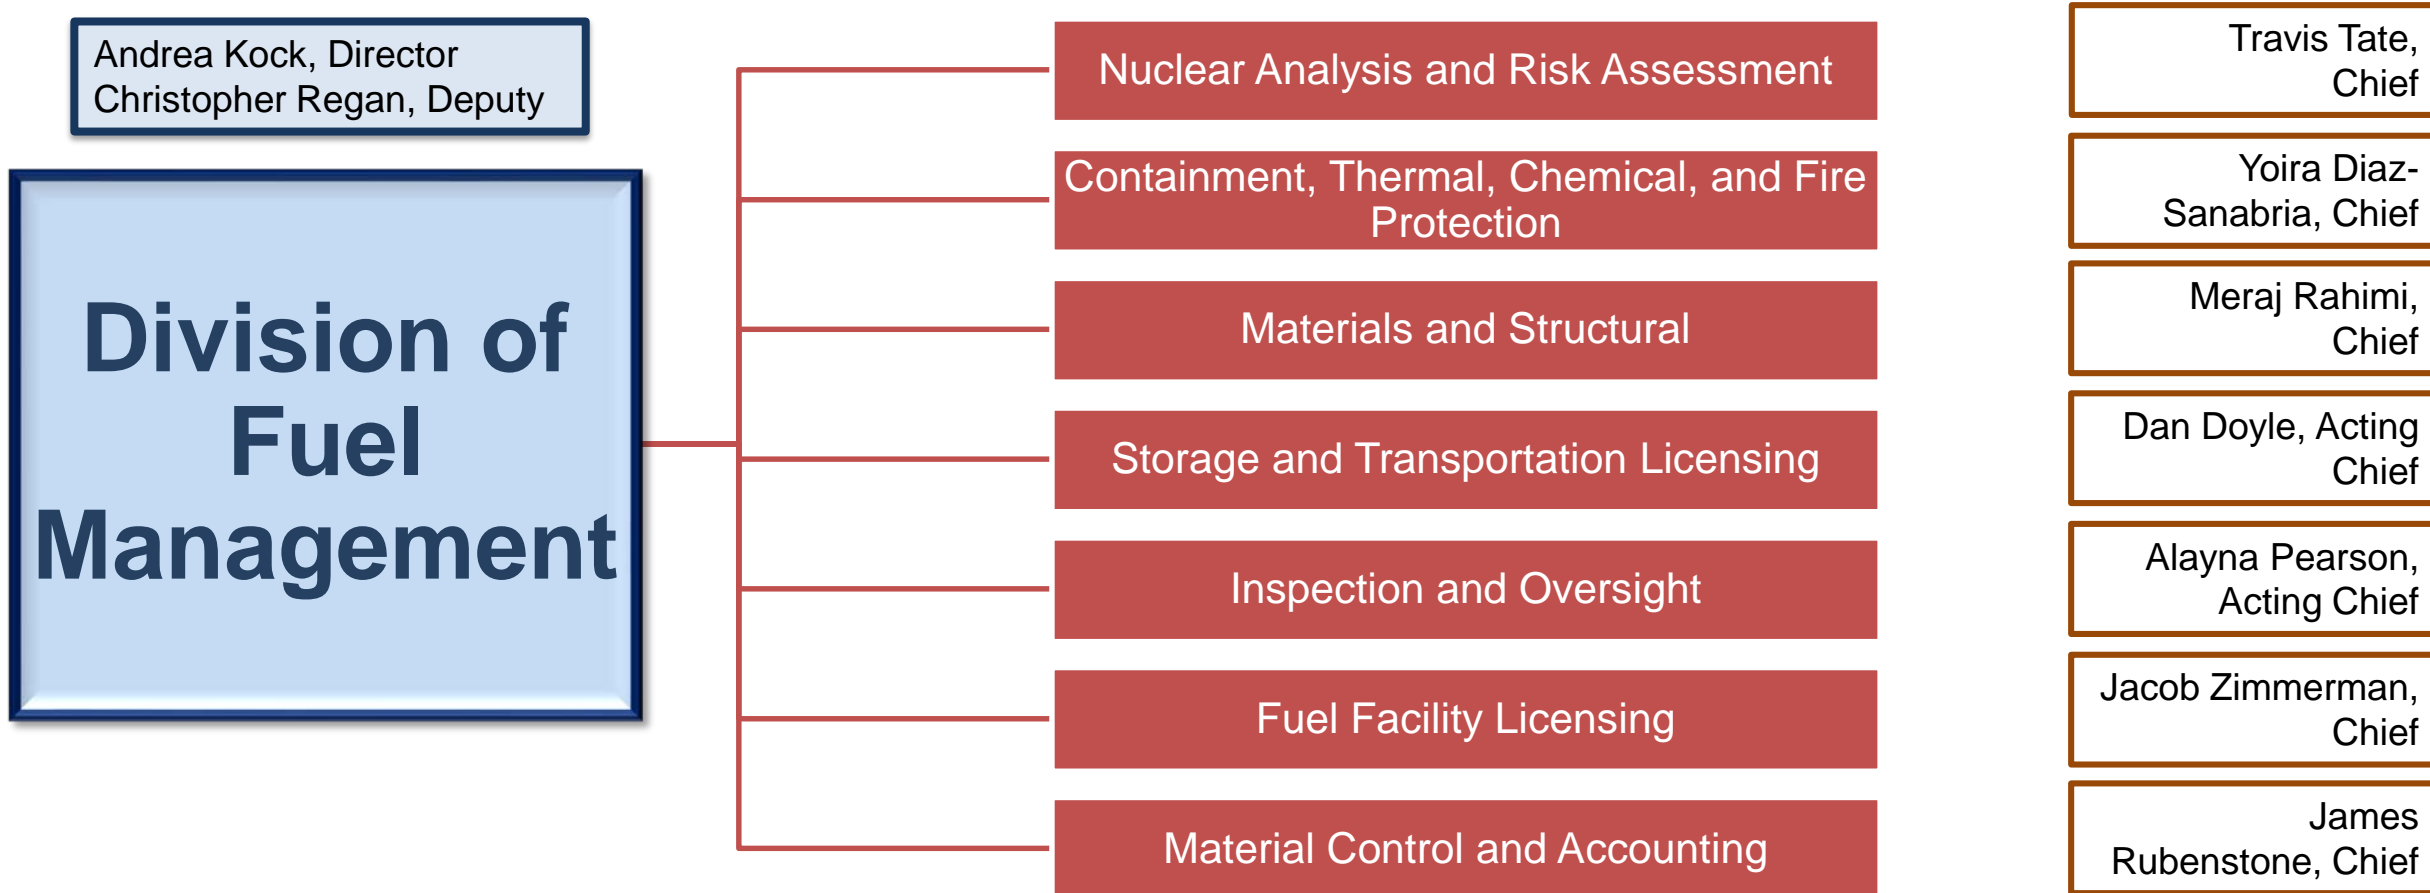 Andrea Kock, Director
Christopher Regan, Deputy
Division of
Fuel
Management
Nuclear Analysis and Risk Assessment
Travis Tate,
Chief
Containment, Thermal, Chemical, and Fire
Protection
Yoira Diaz-
Sanabria, Chief
Materials and Structural
Meraj Rahimi,
Chief
Storage and Transportation Licensing
Dan Doyle, Acting
Chief
Inspection and Oversight
Alayna Pearson,
Acting Chief
Fuel Facility Licensing
Jacob Zimmerman,
Chief
Material Control and Accounting
James
Rubenstone, Chief